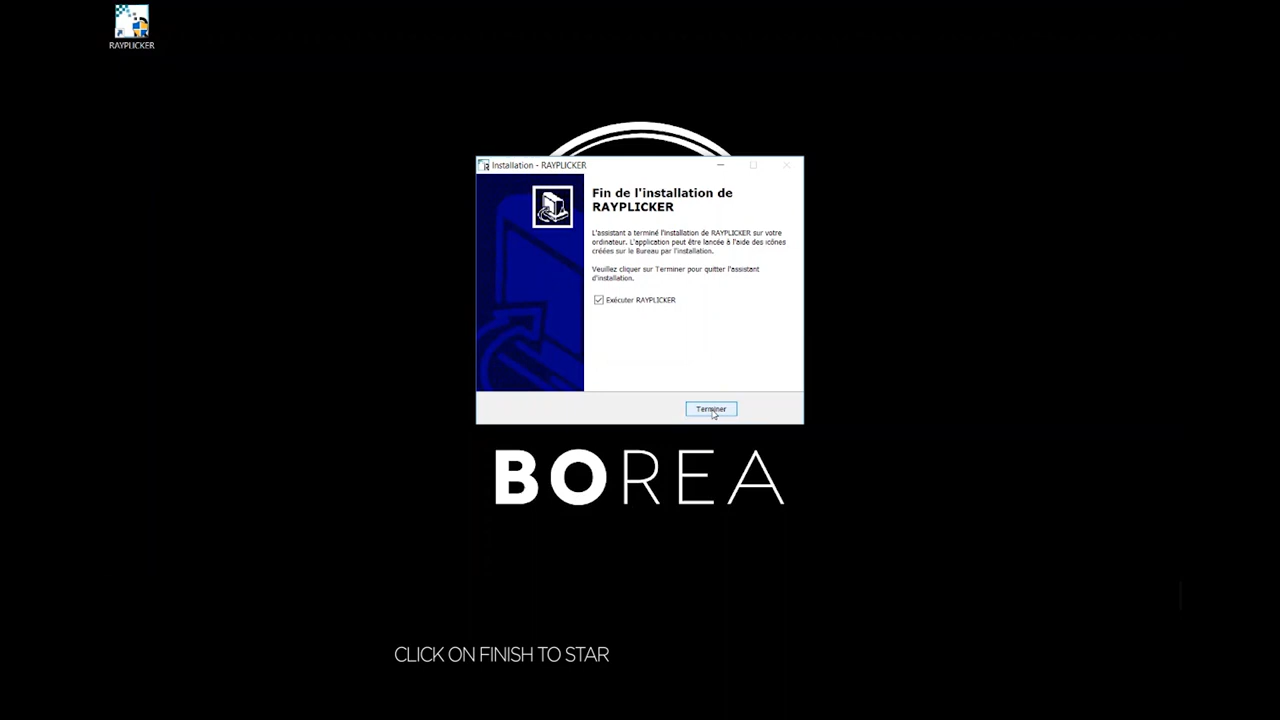 RAYPLICKER
Installation - RAYPLICKER
Fin de l'installation de
RAYPLICKER
L'assistant a terminé l'installation de RAYPLICKER sur votre
ordinateur. L'application peut être lancée à l'aide des icônes
créées sur le Bureau par l'installation.
Veuillez cliquer sur Terminer pour quitter l'assistant
d'installation.
Exécuter RAYPLICKER
Terminer
BOREA
CLICK ON FINISH TO STAR